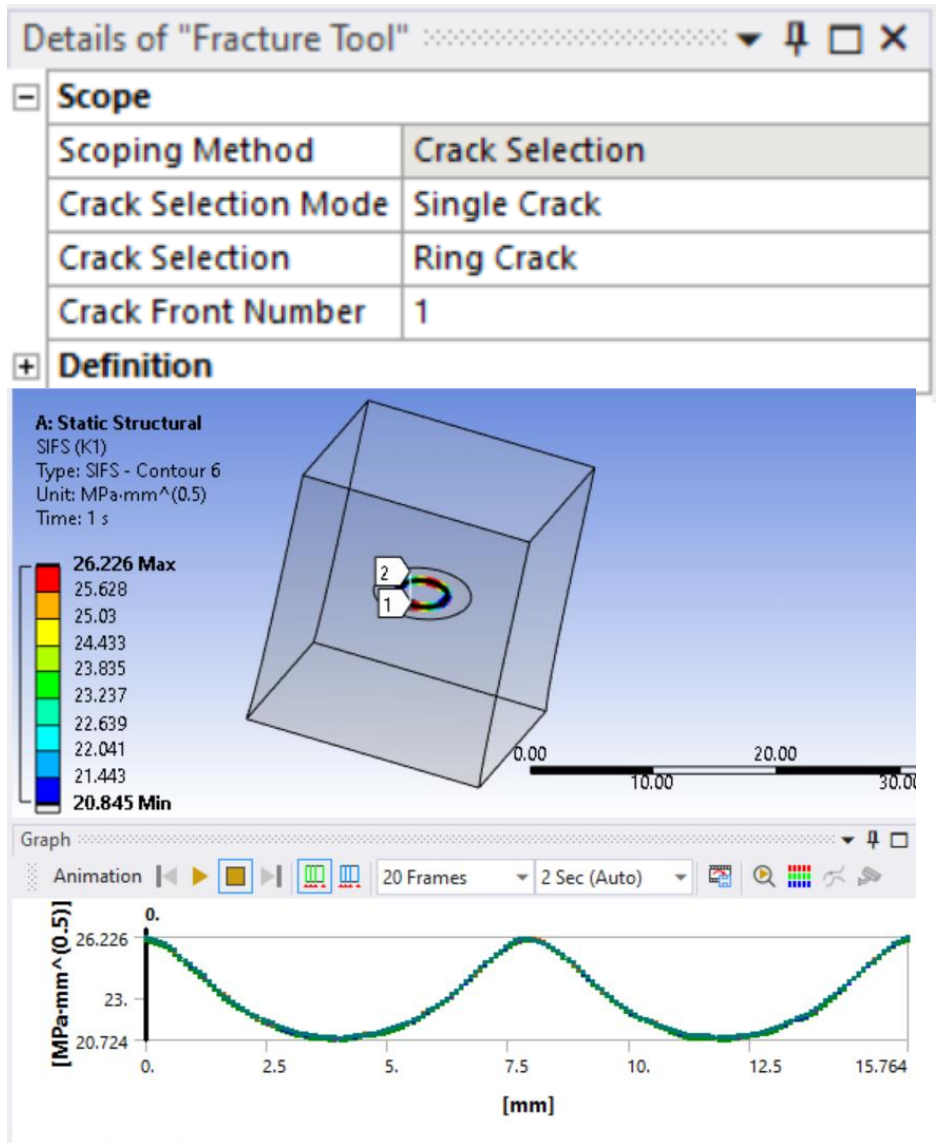 Details of "Fracture Tool"
Scope
Scoping Method Crack Selection
Crack Selection Mode Single Crack
Crack Selection Ring Crack
Crack Front Number 1
Definition
A: Static Structural
SIFS (K1)
Type: SIFS - Contour 6
Unit: MPa·mm^(0.5)
Time: 1 s
26.226 Max
25.628
25.03
24.433
23.835
23.237
22.639
22.041
21.443
20.845 Min
2
1
0.00 20.00
10.00 30.00
Graph
Animation 20 Frames 2 Sec (Auto)
[MPa·mm^(0.5)]
0.
26.226
23.
20.724
0. 2.5 5. 7.5 10. 12.5 15.764
[mm]